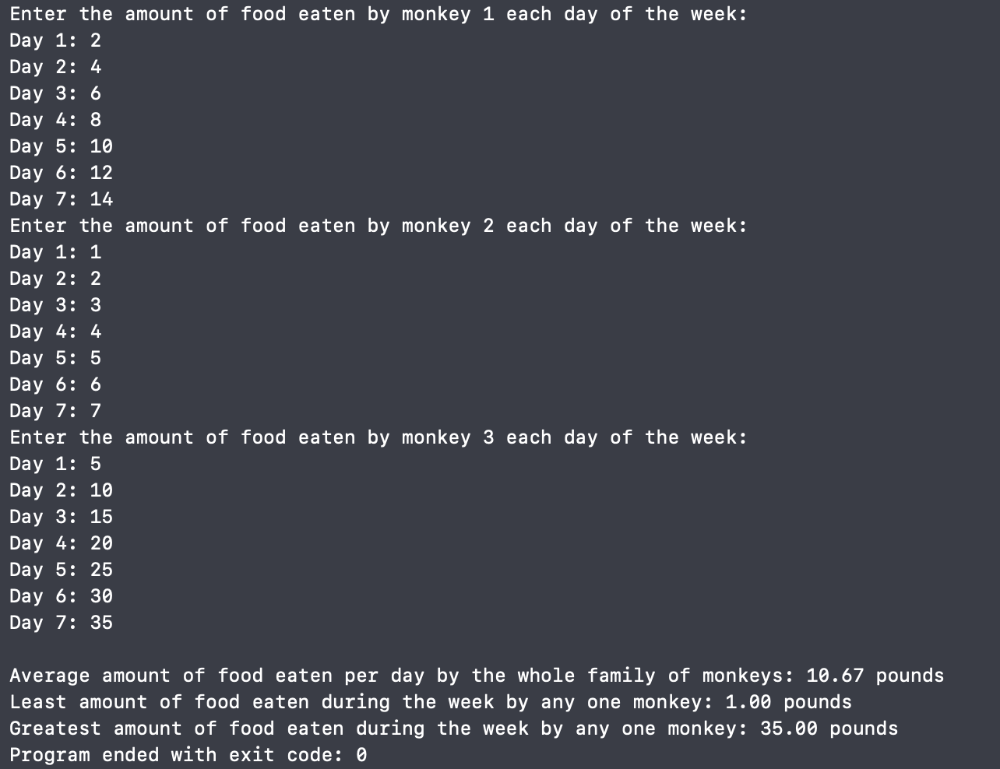 Enter the amount of food eaten by monkey 1 each day of the week:
Day 1: 2
Day 2: 4
Day 3: 6
Day 4: 8
Day 5: 10
Day 6: 12
Day 7: 14
Enter the amount of food eaten by monkey 2 each day of the week:
Day 1: 1
Day 2: 2
Day 3: 3
Day 4: 4
Day 5: 5
Day 6: 6
Day 7: 7
Enter the amount of food eaten by monkey 3 each day of the week:
Day 1: 5
Day 2: 10
Day 3: 15
Day 4: 20
Day 5: 25
Day 6: 30
Day 7: 35

Average amount of food eaten per day by the whole family of monkeys: 10.67 pounds
Least amount of food eaten during the week by any one monkey: 1.00 pounds
Greatest amount of food eaten during the week by any one monkey: 35.00 pounds
Program ended with exit code: 0